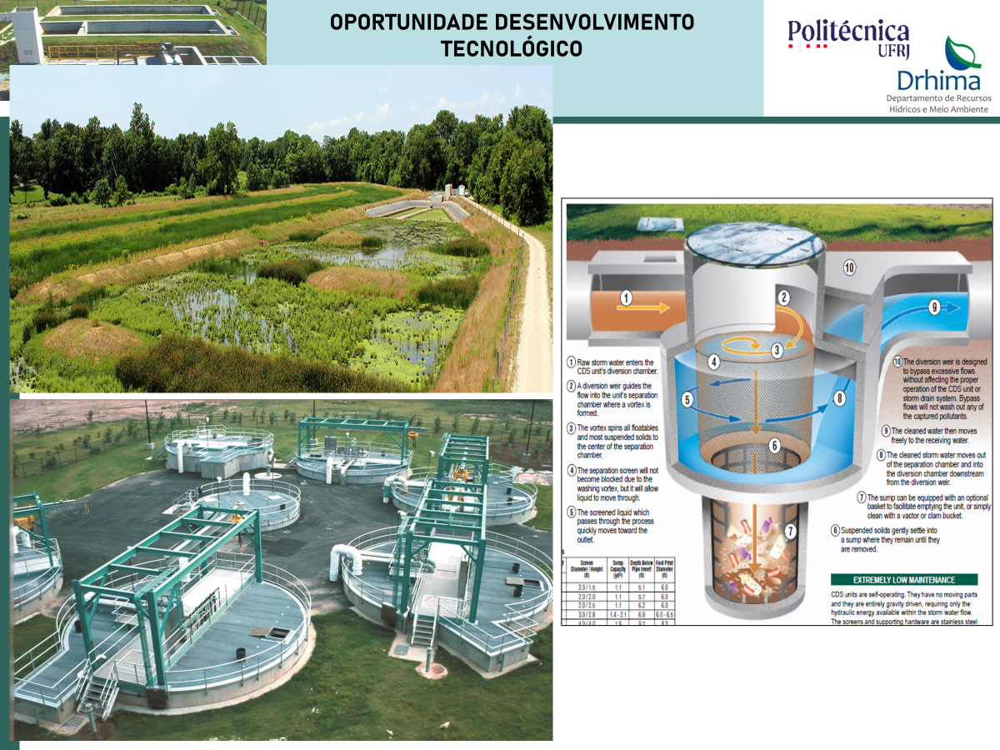 OPORTUNIDADE DESENVOLVIMENTO
TECNOLÓGICO
Politécnica
UFRJ
Drhima
Departamento de Recursos
Hídricos e Meio Ambiente
1
2
3
4
5
6
7
8
9
10
1 Raw storm water enters the
CDS unit's diversion chamber.
2 A diversion weir guides the
flow into the unit's separation
chamber where a vortex is
formed.
3 The vortex spins all floatables
and most suspended solids to
the center of the separation
chamber.
4 The separation screen will not
become blocked due to the
washing vortex, but it will allow
liquid to move through.
5 The screened liquid which
passes through the process
quickly moves toward the
outlet.
10 The diversion weir is designed
to bypass excessive flows
without affecting the proper
operation of the CDS unit or
storm drain system. Bypass
flows will not wash out any of
the captured pollutants.
9 The cleaned water then moves
freely to the receiving water.
8 The cleaned storm water moves out
of the separation chamber and into
the diversion chamber downstream
from the diversion weir.
7 The sump can be equipped with an optional
basket to facilitate emptying the unit, or simply
clean with a vactor or clam bucket.
6 Suspended solids gently settle into
a sump where they remain until they
are removed.
Screen Diameter / Height (ft) Sump Capacity (yd³) Depth Below Pipe Invert (ft) Foot Print Diameter (ft)
2.0 / 1.5 1.1 5.1 6.0
2.0 / 2.0 1.1 5.7 6.0
2.0 / 2.5 1.1 6.2 6.0
3.0 / 2.8 1.4 - 2.1 6.9 6.0 - 6.5
EXTREMELY LOW MAINTENANCE
CDS units are self-operating. They have no moving parts
and they are entirely gravity driven, requiring only the
hydraulic energy available within the storm water flow.
The screens and supporting hardware are stainless steel